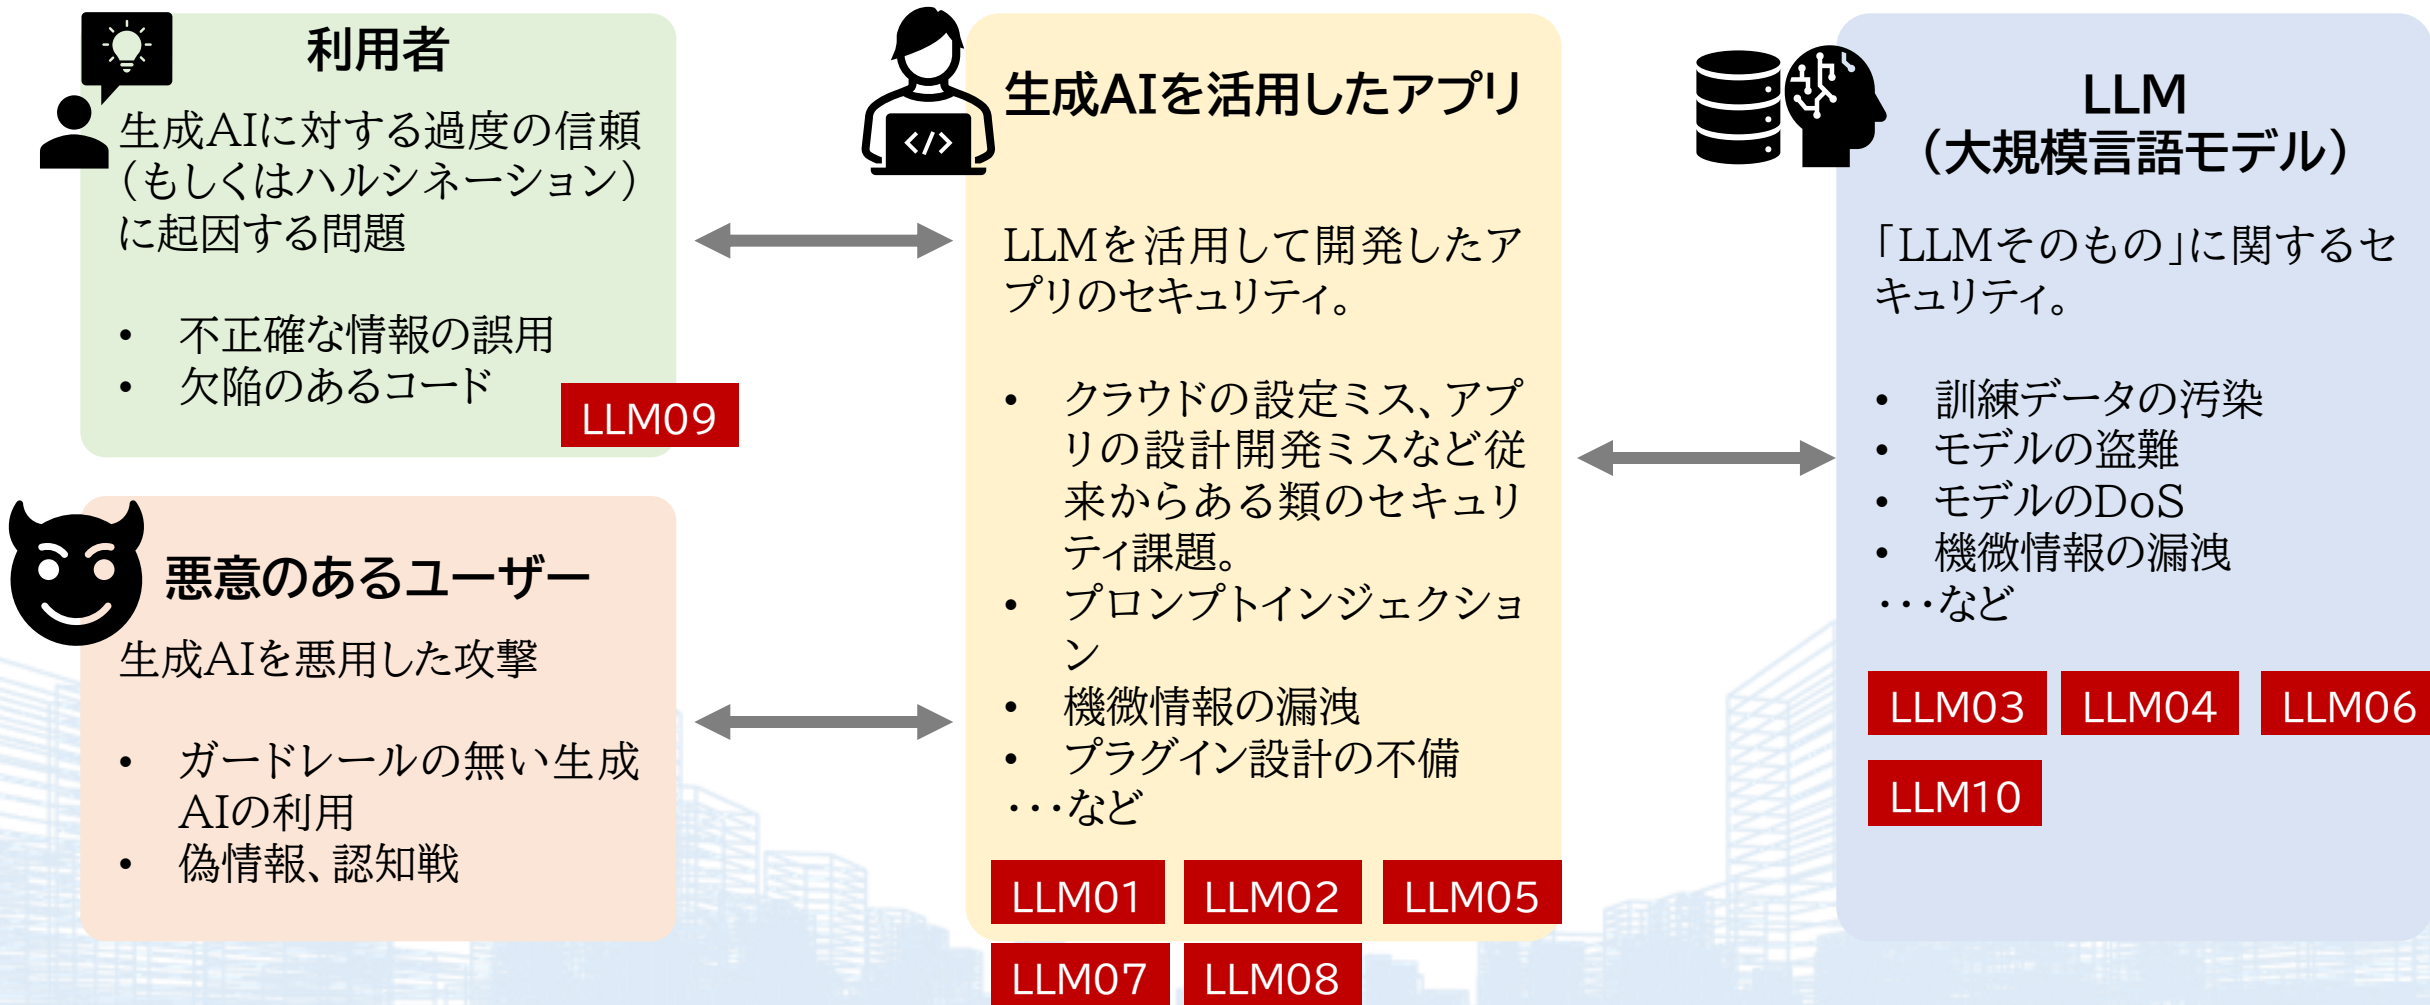 利用者
生成AIに対する過度の信頼
（もしくはハルシネーション）
に起因する問題
• 不正確な情報の誤用
• 欠陥のあるコード
LLM09
悪意のあるユーザー
生成AIを悪用した攻撃
• ガードレールの無い生成
AIの利用
• 偽情報、認知戦
生成AIを活用したアプリ
</>
LLMを活用して開発したア
プリのセキュリティ。
• クラウドの設定ミス、アプ
リの設計開発ミスなど従
来からある類のセキュリ
ティ課題。
• プロンプトインジェクショ
ン
• 機微情報の漏洩
• プラグイン設計の不備
・・・など
LLM01 LLM02 LLM05
LLM07 LLM08
LLM
（大規模言語モデル）
「LLMそのもの」に関するセ
キュリティ。
• 訓練データの汚染
• モデルの盗難
• モデルのDoS
• 機微情報の漏洩
・・・など
LLM03 LLM04 LLM06
LLM10